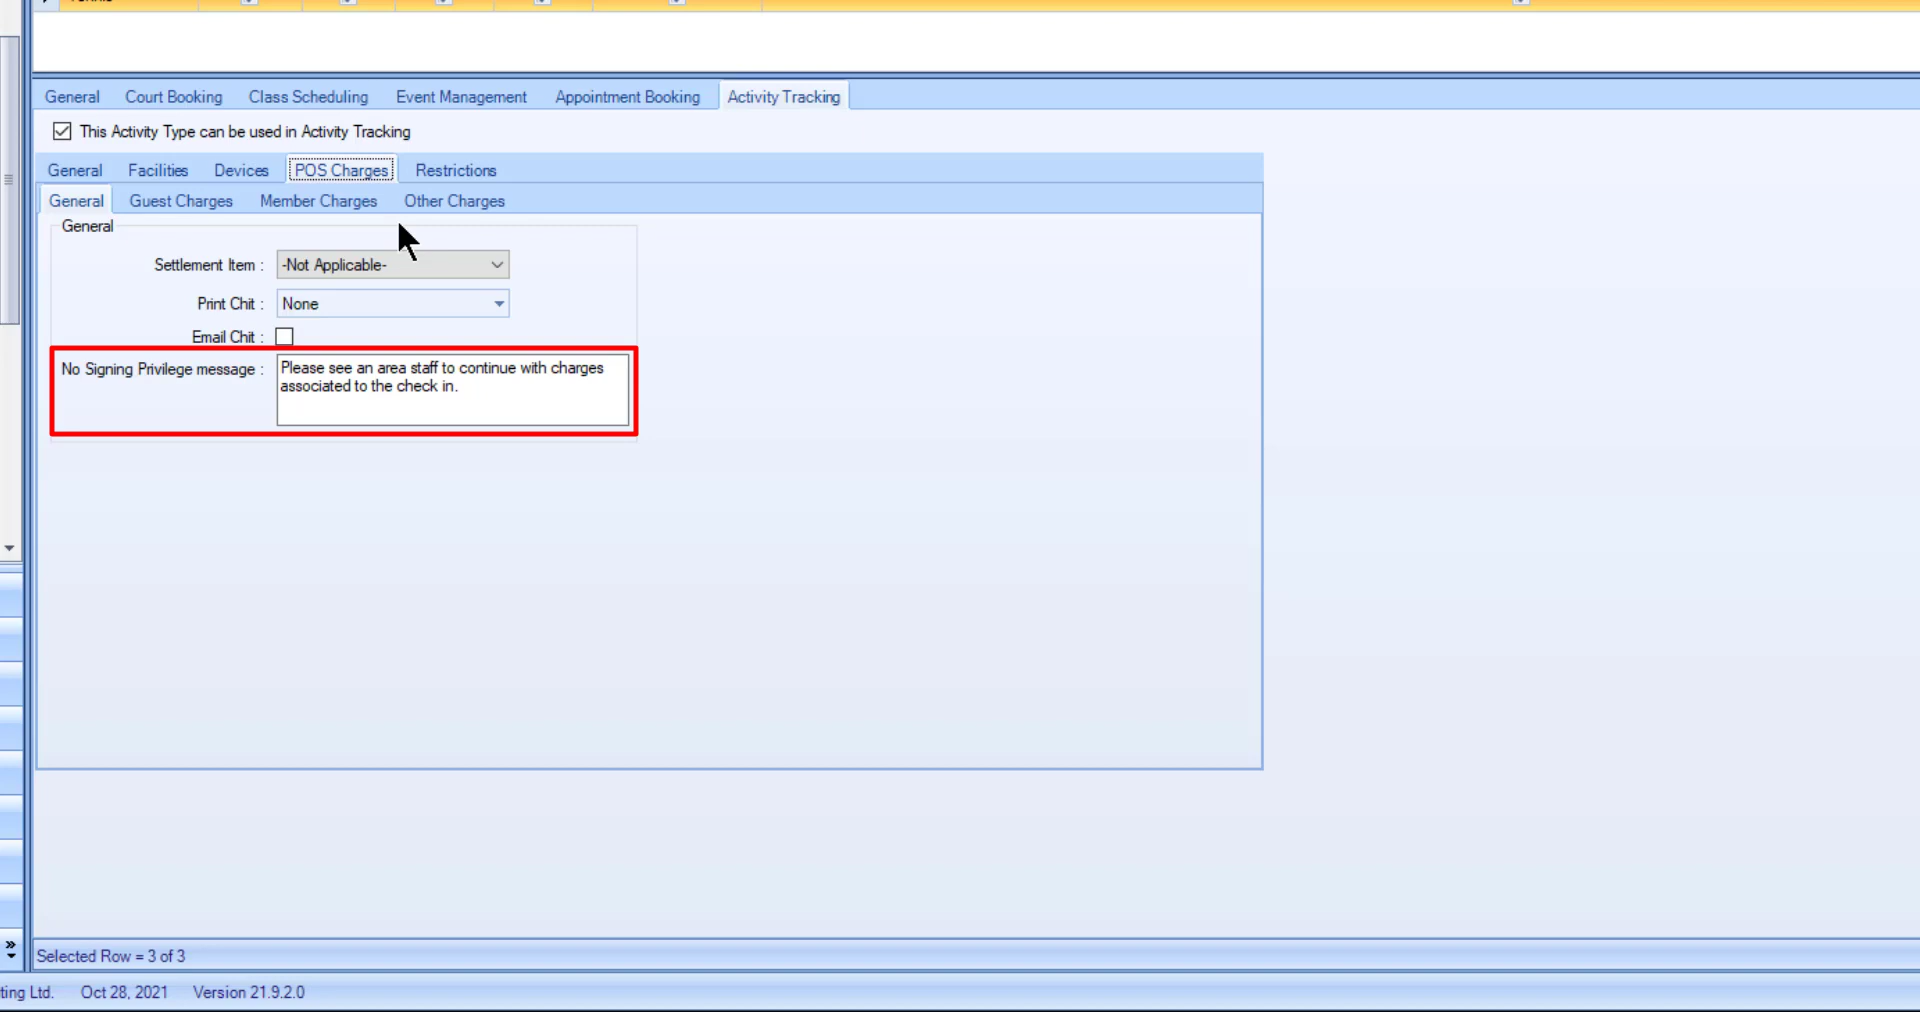 General Court Booking Class Scheduling Event Management Appointment Booking Activity Tracking
This Activity Type can be used in Activity Tracking
General Facilities Devices POS Charges Restrictions
General Guest Charges Member Charges Other Charges
General
Settlement Item : -Not Applicable-
Print Chit : None
Email Chit :
No Signing Privilege message : Please see an area staff to continue with charges
associated to the check in.
Selected Row = 3 of 3
ting Ltd. Oct 28, 2021 Version 21.9.2.0